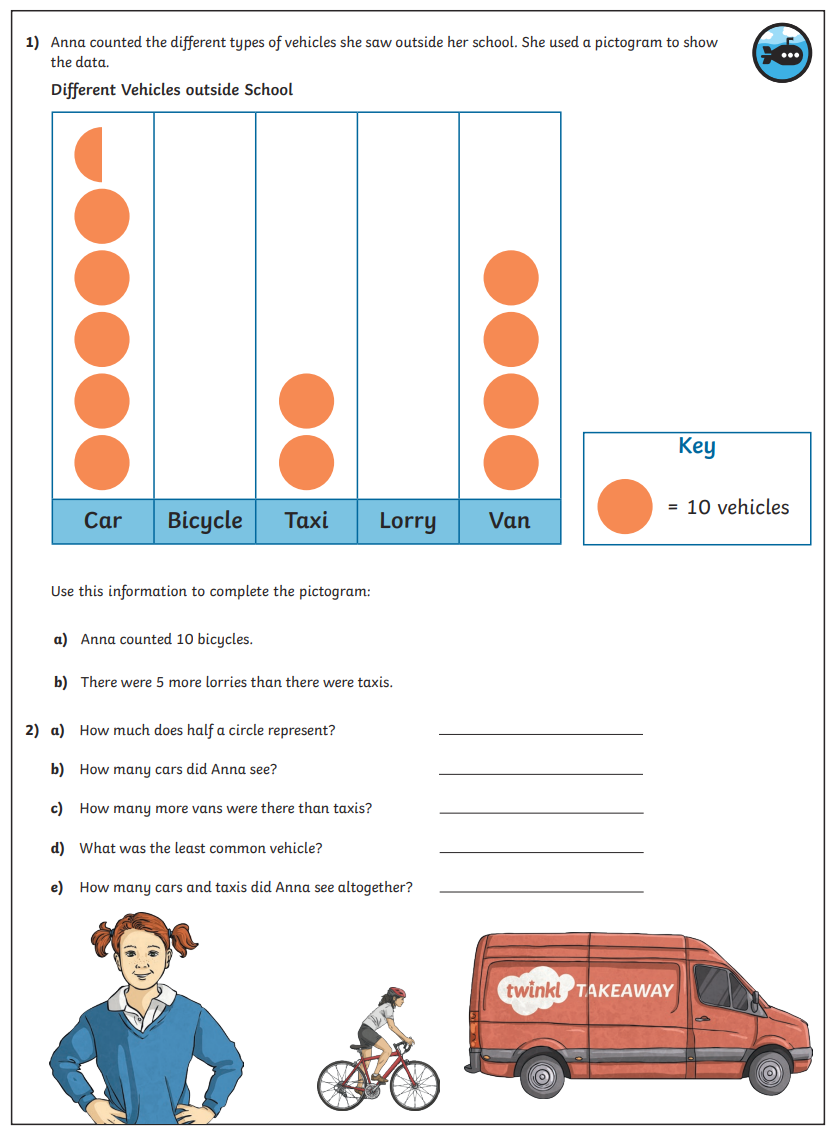 1) Anna counted the different types of vehicles she saw outside her school. She used a pictogram to show
the data.
Different Vehicles outside School
Car Bicycle Taxi Lorry Van
Key
= 10 vehicles
Use this information to complete the pictogram:
a) Anna counted 10 bicycles.
b) There were 5 more lorries than there were taxis.
2) a) How much does half a circle represent?
b) How many cars did Anna see?
c) How many more vans were there than taxis?
d) What was the least common vehicle?
e) How many cars and taxis did Anna see altogether?
twinkl TAKEAWAY